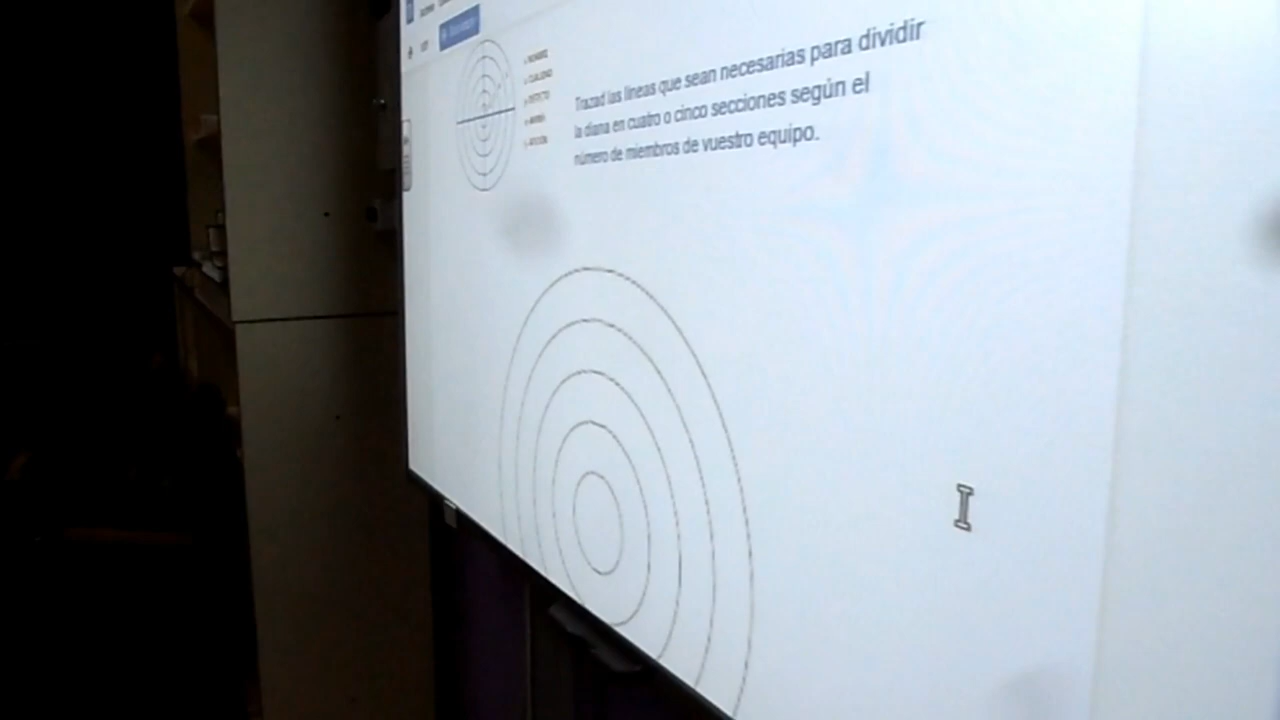 Trazad las líneas que sean necesarias para dividir
la diana en cuatro o cinco secciones según el
número de miembros de vuestro equipo.